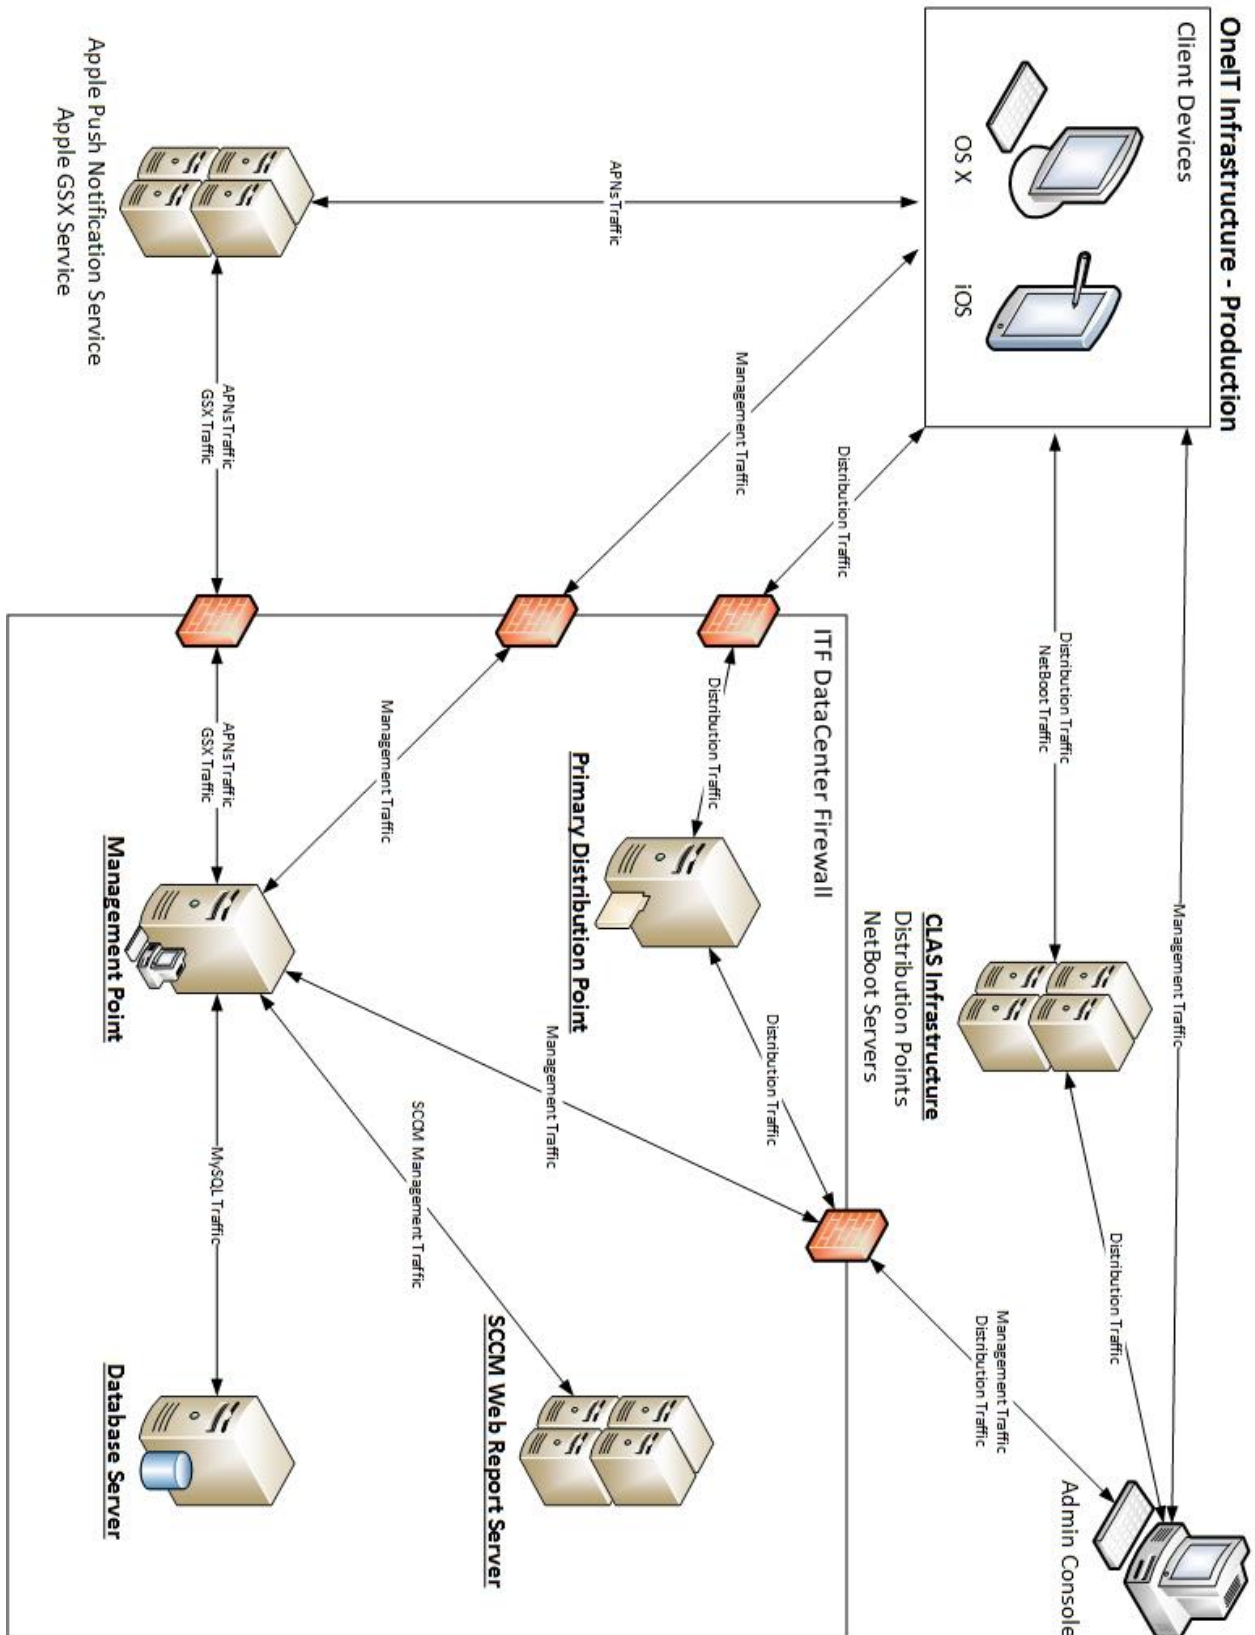 OneIT Infrastructure - Production
Client Devices
OS X
iOS
Management Traffic
Distribution Traffic
NetBoot Traffic
CLAS Infrastructure
Distribution Points
NetBoot Servers
Distribution Traffic
Admin Console
Management Traffic
Distribution Traffic
APNs Traffic
Management Traffic
Distribution Traffic
ITF DataCenter Firewall
Distribution Traffic
Primary Distribution Point
Distribution Traffic
Management Traffic
Management Traffic
SCCM Management Traffic
SCCM Web Report Server
Apple Push Notification Service
Apple GSX Service
APNs Traffic
GSX Traffic
APNs Traffic
GSX Traffic
Management Point
MySQL Traffic
Database Server